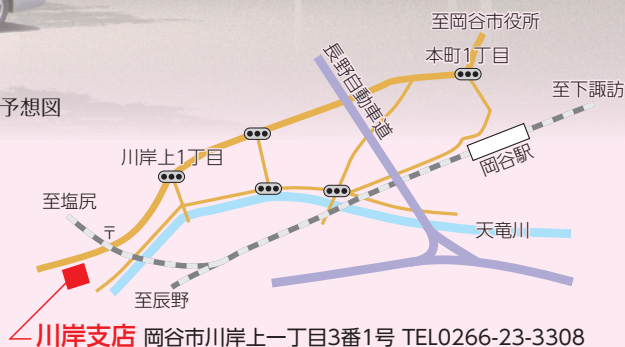 至岡谷市役所
本町1丁目
長野自動車道
至下諏訪
予想図
岡谷駅
川岸上1丁目
至塩尻
〒
天竜川
至辰野
川岸支店 岡谷市川岸上一丁目3番1号 TEL0266-23-3308